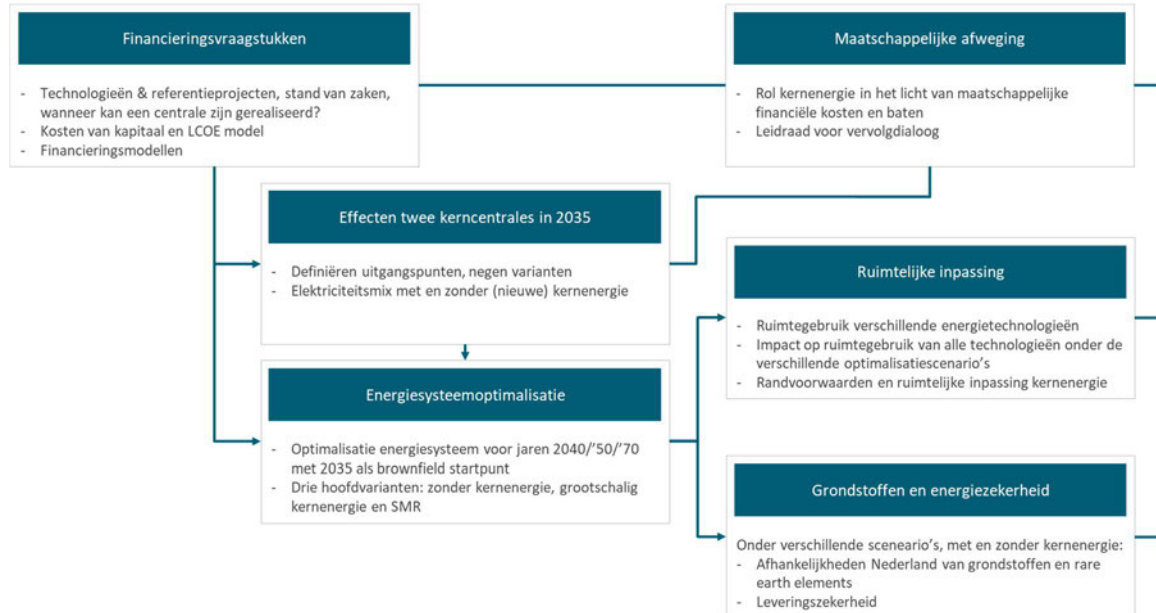 Financieringsvraagstukken
- Technologieën & referentieprojecten, stand van zaken,
wanneer kan een centrale zijn gerealiseerd?
- Kosten van kapitaal en LCOE model
- Financieringsmodellen
Maatschappelijke afweging
- Rol kernenergie in het licht van maatschappelijke
financiële kosten en baten
- Leidraad voor vervolgdialoog
Effecten twee kerncentrales in 2035
- Definiëren uitgangspunten, negen varianten
- Elektriciteitsmix met en zonder (nieuwe) kernenergie
Ruimtelijke inpassing
- Ruimtegebruik verschillende energietechnologieën
- Impact op ruimtegebruik van alle technologieën onder de
verschillende optimalisatiescenario's
- Randvoorwaarden en ruimtelijke inpassing kernenergie
Energiesysteemoptimalisatie
- Optimalisatie energiesysteem voor jaren 2040/'50/'70
met 2035 als brownfield startpunt
- Drie hoofdvarianten: zonder kernenergie, grootschalig
kernenergie en SMR
Grondstoffen en energiezekerheid
Onder verschillende sceneario's, met en zonder kernenergie:
- Afhankelijkheden Nederland van grondstoffen en rare
earth elements
- Leveringszekerheid